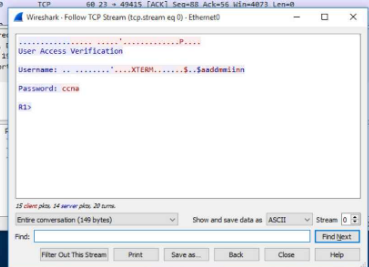 TCP 60 23 → 49415 [ACK] Seq=88 Ack=56 Win=4073 Len=0
Wireshark · Follow TCP Stream (tcp.stream eq 0) · Ethernet0
User Access Verification
Username: .. ........'....XTERM.......$..$aaddmmiinn
Password: ccna
R1>
15 client pkts, 14 server pkts, 20 turns.
Entire conversation (149 bytes)
Show and save data as ASCII
Stream 0
Find:
Find Next
Filter Out This Stream
Print
Save as...
Back
Close
Help